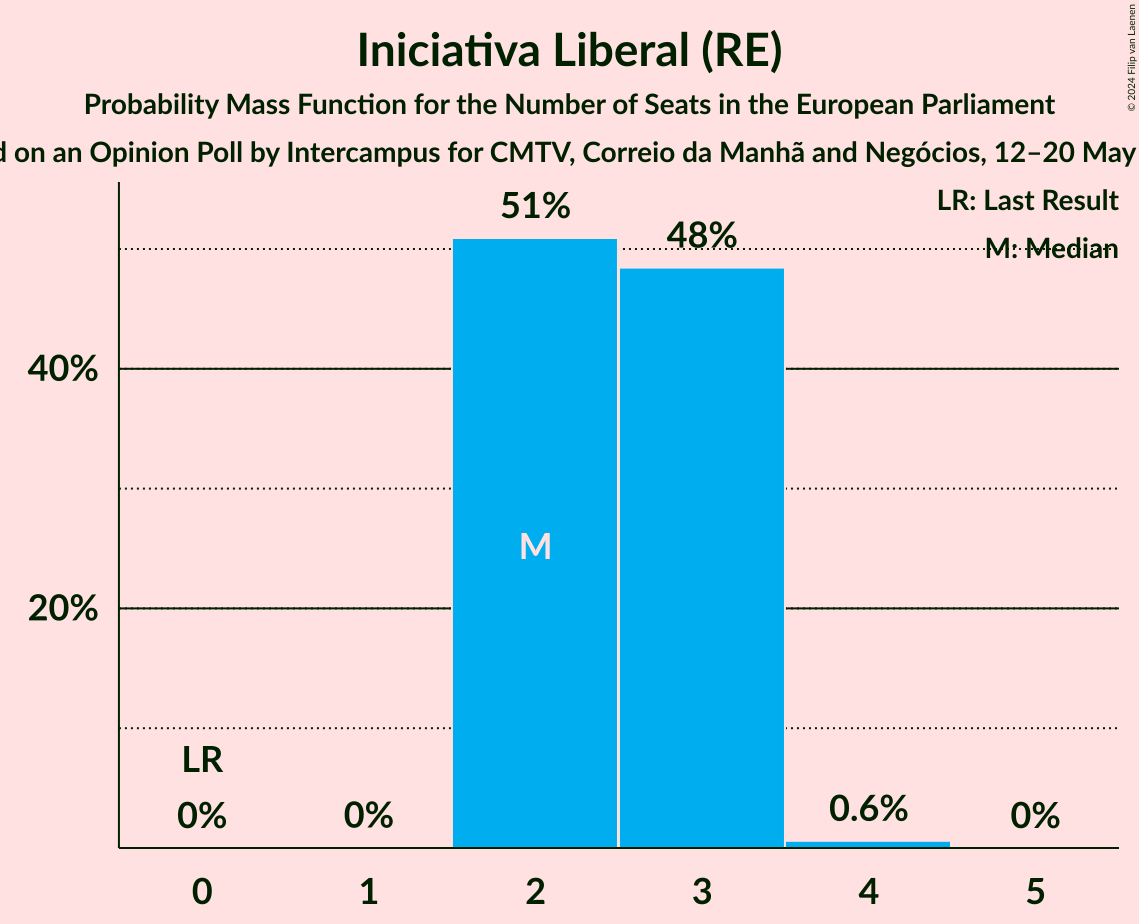 Iniciativa Liberal (RE)
Probability Mass Function for the Number of Seats in the European Parliament
on an Opinion Poll by Intercampus for CMTV, Correio da Manhã and Negócios, 12–20 May
© 2024 Filip van Laenen
LR: Last Result
M: Median
51%
48%
40%
M
20%
LR
0%
0%
0.6%
0%
0
1
2
3
4
5